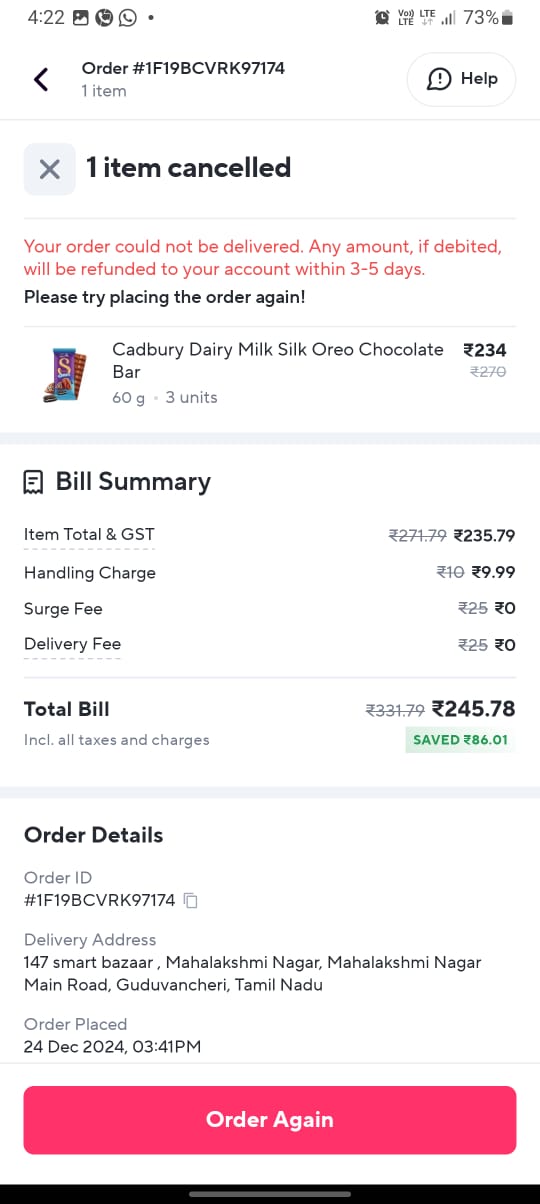 4:22
Vo)) LTE
LTE
73%
Order #1F19BCVRK97174
1 item
Help
1 item cancelled
Your order could not be delivered. Any amount, if debited,
will be refunded to your account within 3-5 days.
Please try placing the order again!
Cadbury Dairy Milk Silk Oreo Chocolate ₹234
Bar ₹270
60 g • 3 units
Bill Summary
Item Total & GST ₹271.79 ₹235.79
Handling Charge ₹10 ₹9.99
Surge Fee ₹25 ₹0
Delivery Fee ₹25 ₹0
Total Bill ₹331.79 ₹245.78
Incl. all taxes and charges SAVED ₹86.01
Order Details
Order ID
#1F19BCVRK97174
Delivery Address
147 smart bazaar , Mahalakshmi Nagar, Mahalakshmi Nagar
Main Road, Guduvancheri, Tamil Nadu
Order Placed
24 Dec 2024, 03:41PM
Order Again